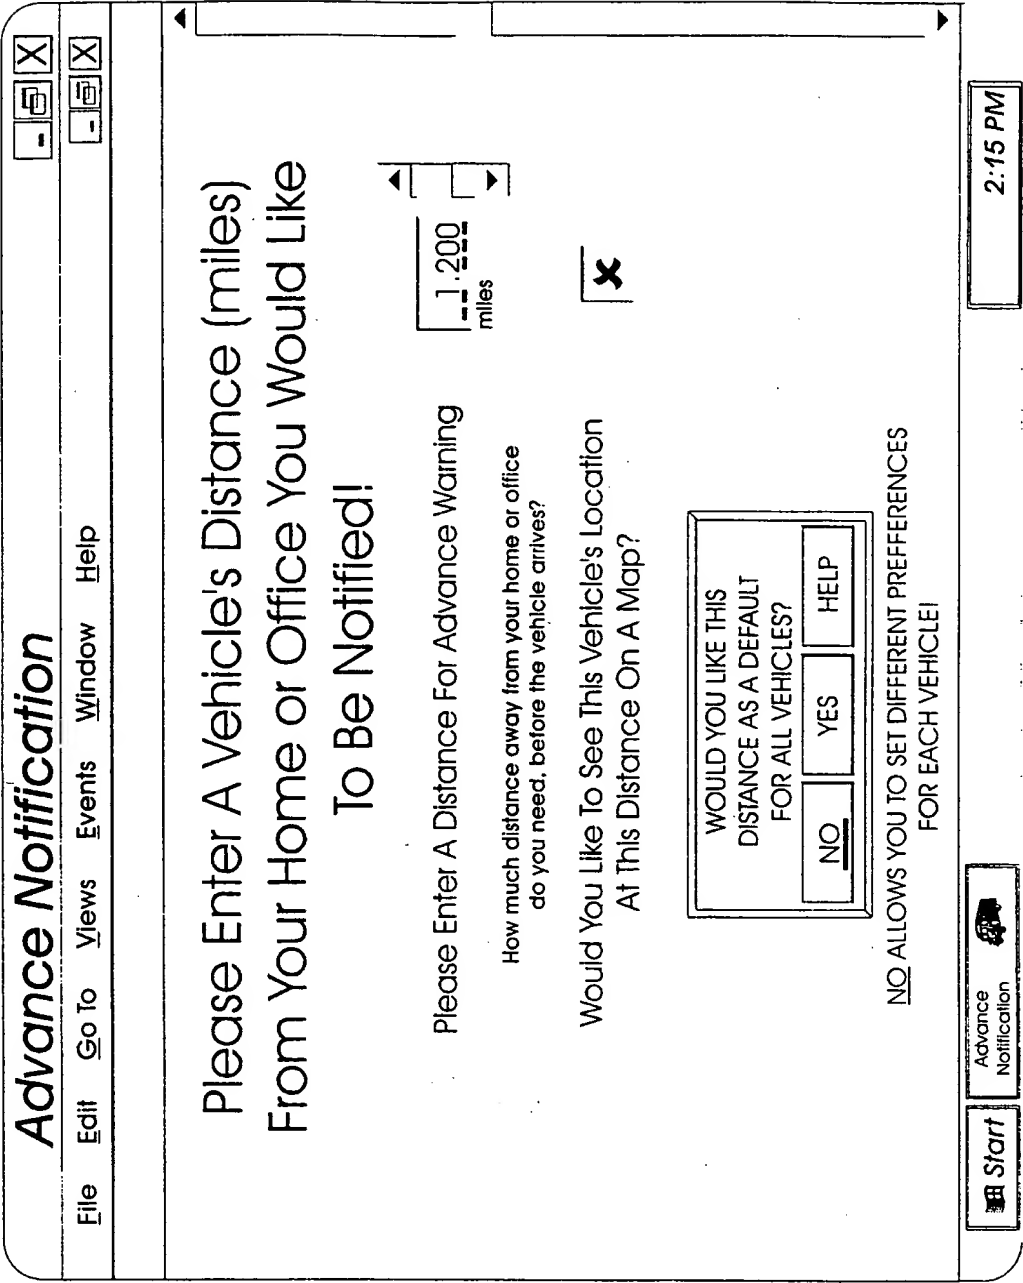 Advance Notification
File Edit Go To Views Events Window Help
Please Enter A Vehicle's Distance (miles)
From Your Home or Office You Would Like
To Be Notified!
Please Enter A Distance For Advance Warning
1.200
miles
How much distance away from your home or office
do you need, before the vehicle arrives?
Would You Like To See This Vehicle's Location
At This Distance On A Map?
WOULD YOU LIKE THIS
DISTANCE AS A DEFAULT
FOR ALL VEHICLES?
NO YES HELP
NO ALLOWS YOU TO SET DIFFERENT PREFFERENCES
FOR EACH VEHICLE!
Start
Advance
Notification
2:15 PM